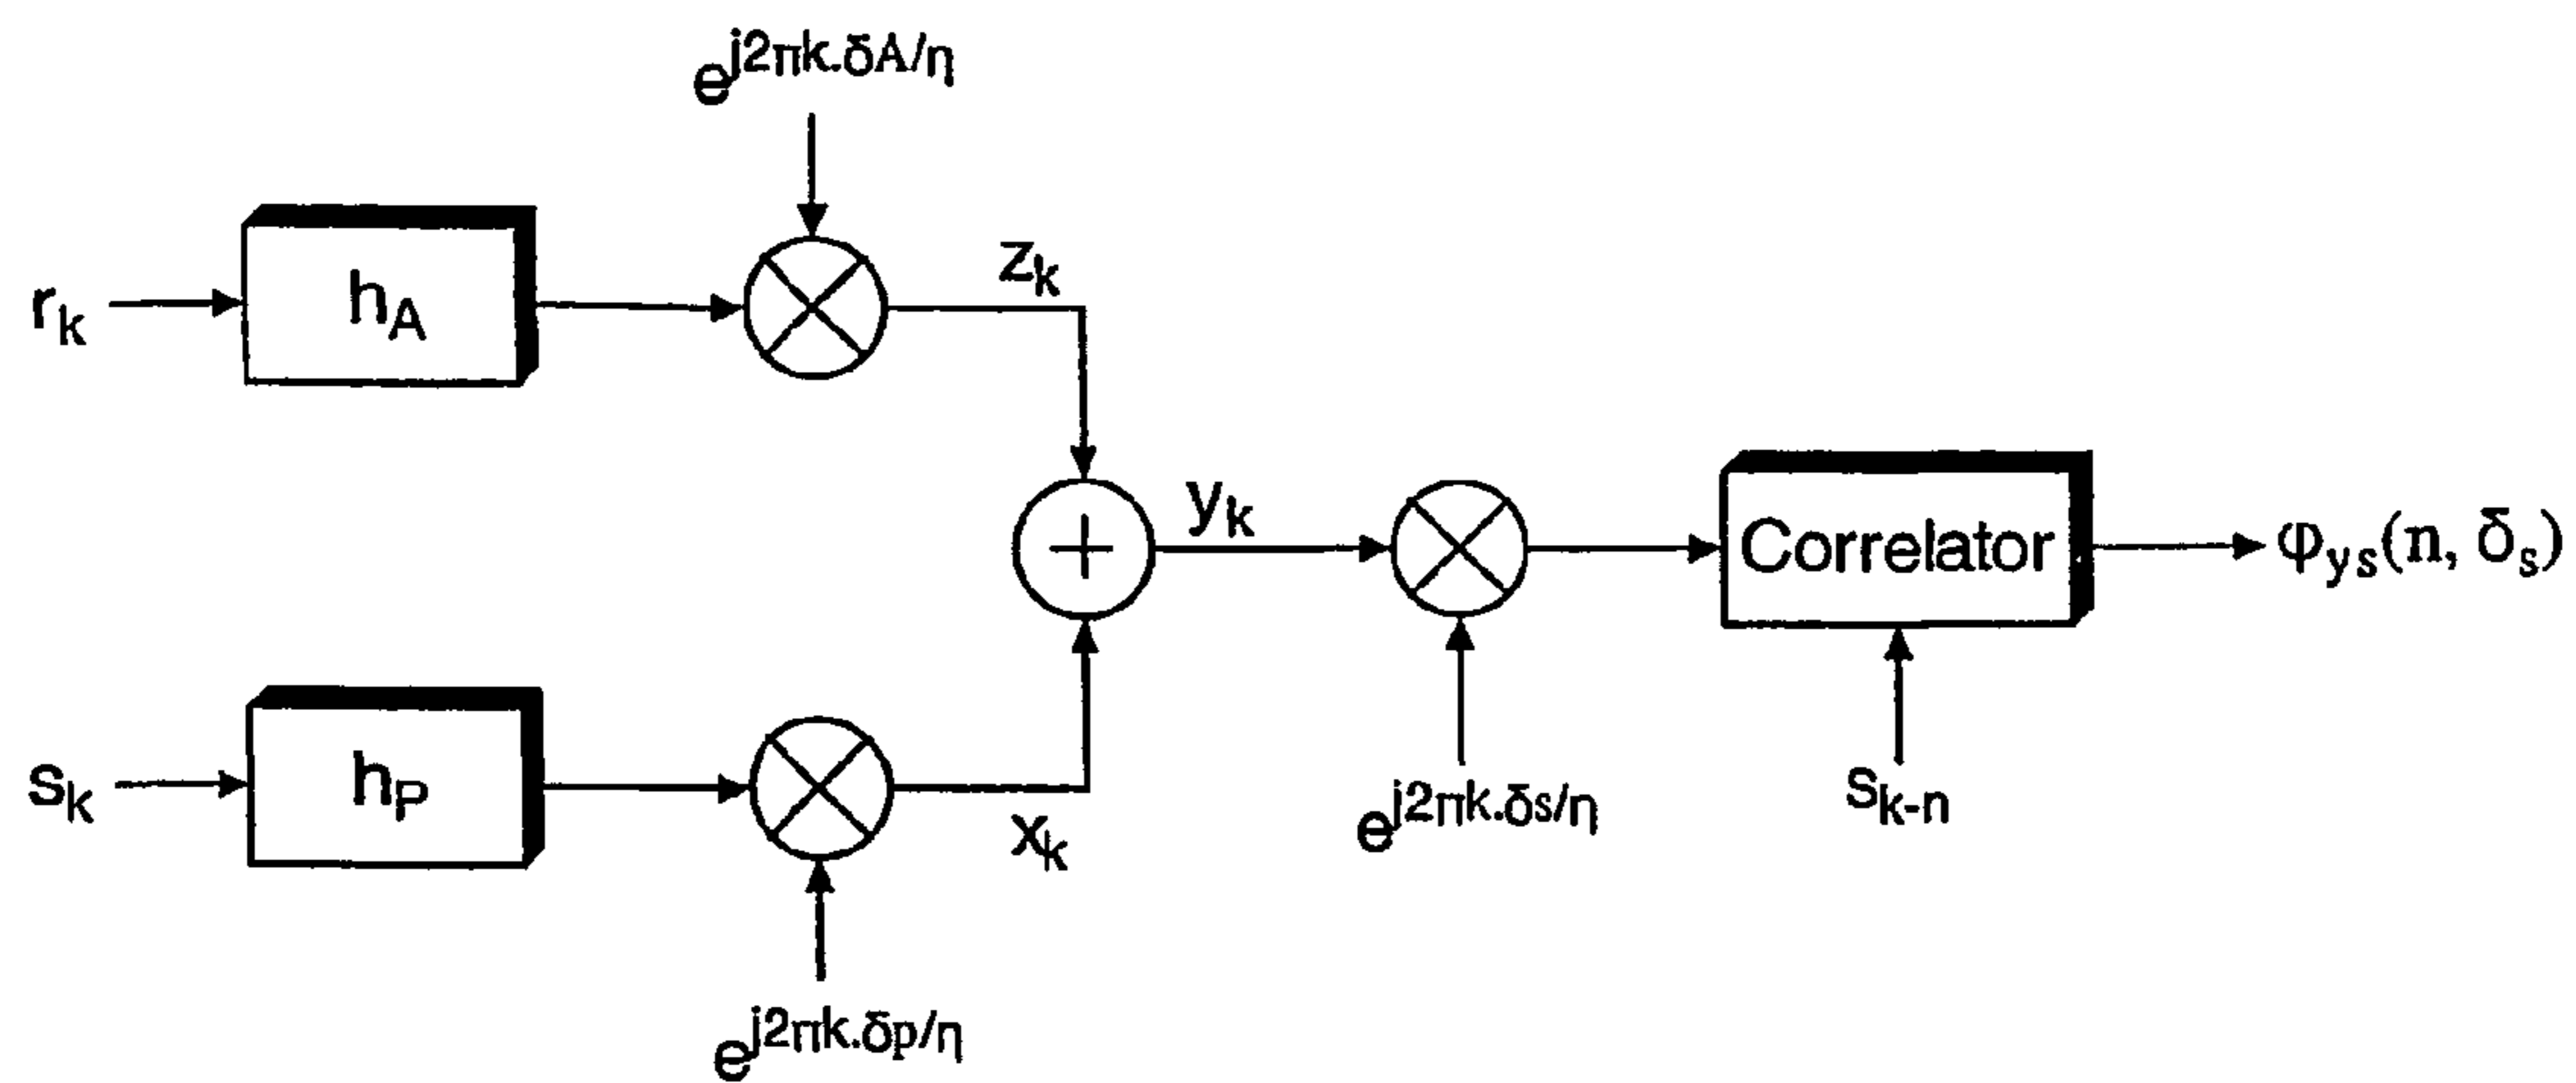 e^j2πk.δA/η
r_k
h_A
z_k
y_k
Correlator
φ_ys(n, δ_s)
s_k
h_P
x_k
e^j2πk.δs/η
s_k-n
e^j2πk.δp/η